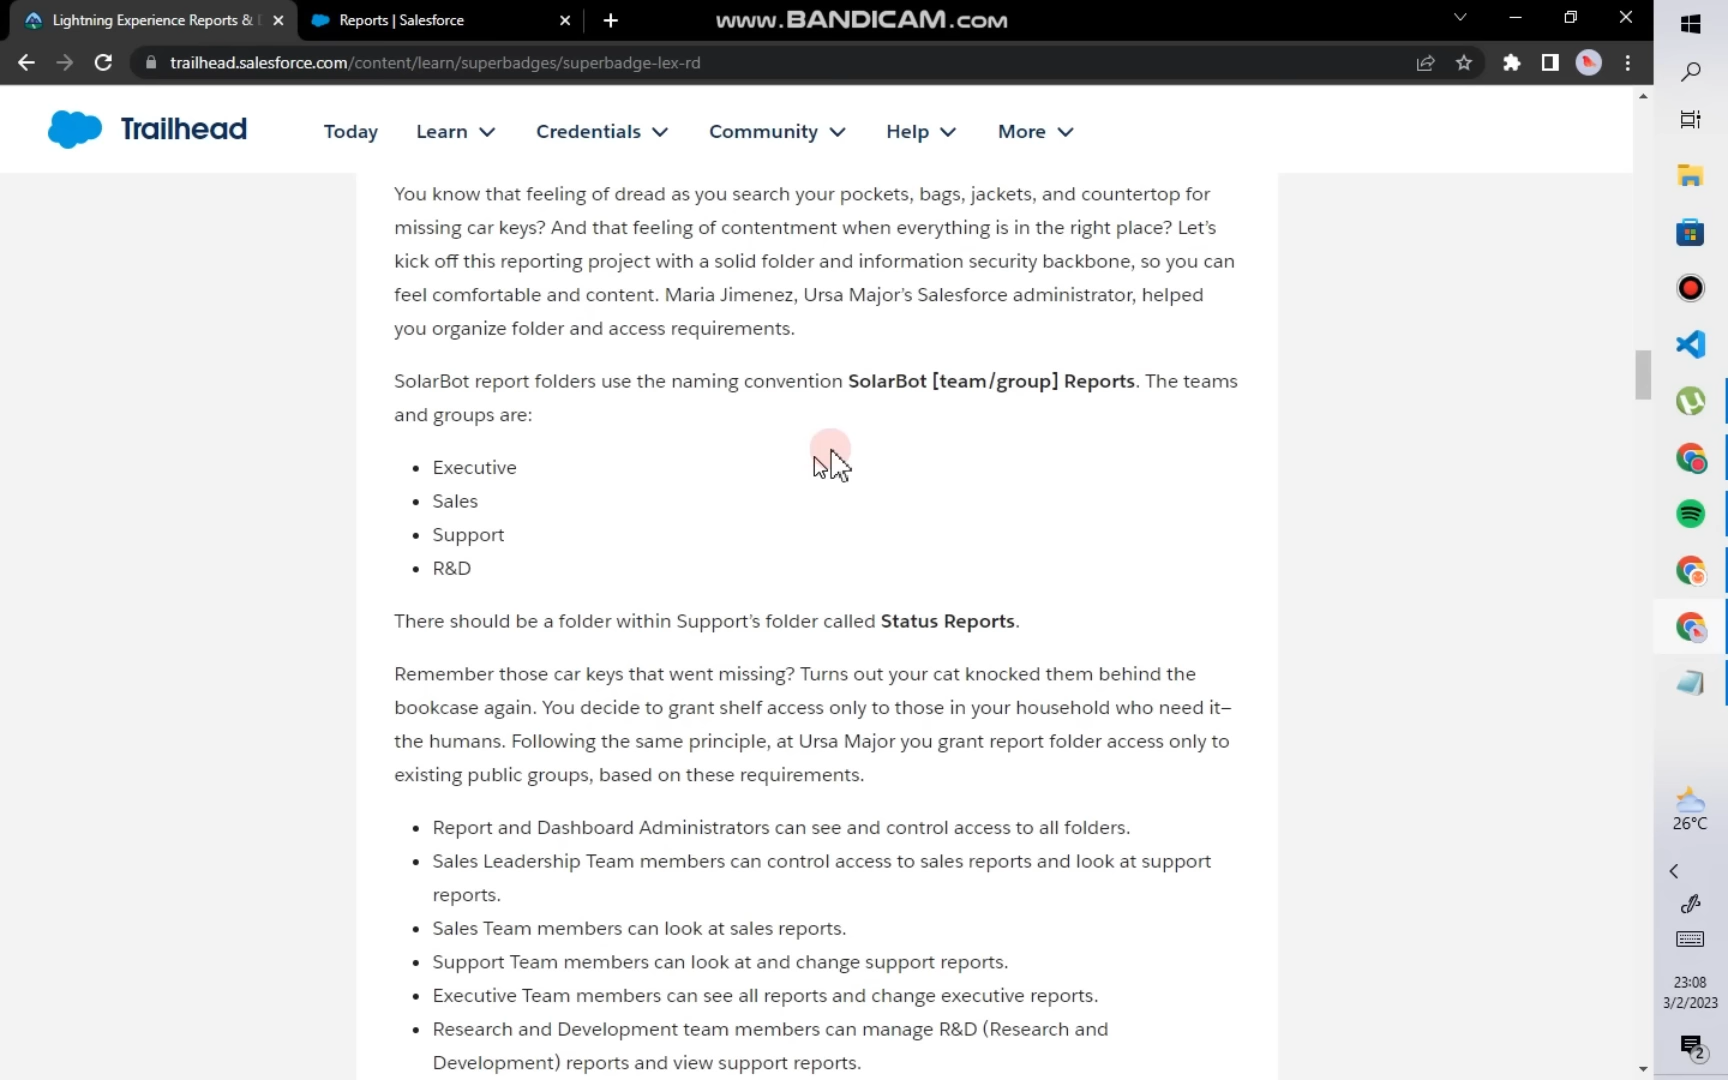 Lightning Experience Reports &
Reports | Salesforce
www.BANDICAM.com
trailhead.salesforce.com/content/learn/superbadges/superbadge-lex-rd
Trailhead
Today
Learn
Credentials
Community
Help
More
You know that feeling of dread as you search your pockets, bags, jackets, and countertop for
missing car keys? And that feeling of contentment when everything is in the right place? Let's
kick off this reporting project with a solid folder and information security backbone, so you can
feel comfortable and content. Maria Jimenez, Ursa Major's Salesforce administrator, helped
you organize folder and access requirements.
SolarBot report folders use the naming convention SolarBot [team/group] Reports. The teams
and groups are:
• Executive
• Sales
• Support
• R&D
There should be a folder within Support's folder called Status Reports.
Remember those car keys that went missing? Turns out your cat knocked them behind the
bookcase again. You decide to grant shelf access only to those in your household who need it—
the humans. Following the same principle, at Ursa Major you grant report folder access only to
existing public groups, based on these requirements.
• Report and Dashboard Administrators can see and control access to all folders.
• Sales Leadership Team members can control access to sales reports and look at support
reports.
• Sales Team members can look at sales reports.
• Support Team members can look at and change support reports.
• Executive Team members can see all reports and change executive reports.
• Research and Development team members can manage R&D (Research and
Development) reports and view support reports.
26°C
23:08
3/2/2023
2